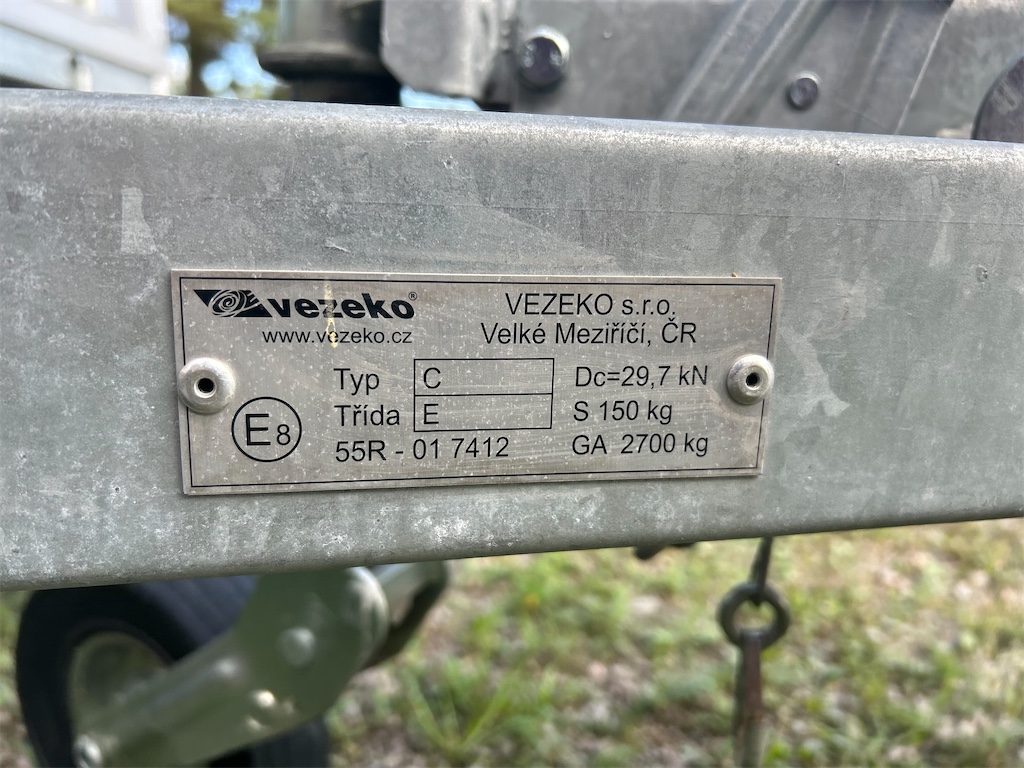 vezeko®
www.vezeko.cz
VEZEKO s.r.o.
Velké Meziříčí, ČR
Typ C
Třída E
55R - 01 7412
E8
Dc=29,7 kN
S 150 kg
GA 2700 kg